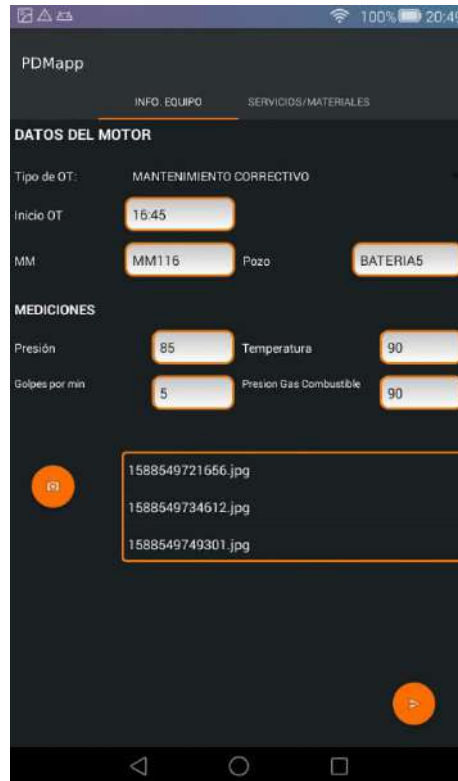 100% 20:49
PDMapp
INFO. EQUIPO SERVICIOS/MATERIALES
DATOS DEL MOTOR
Tipo de OT: MANTENIMIENTO CORRECTIVO
Inicio OT 16:45
MM MM116 Pozo BATERIA5
MEDICIONES
Presión 85 Temperatura 90
Golpes por min 5 Presion Gas Combustible 90
1588549721656.jpg
1588549734612.jpg
1588549749301.jpg